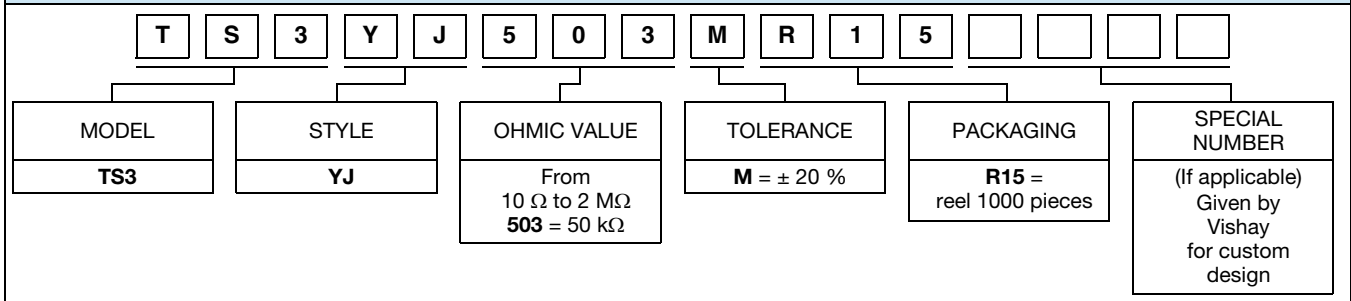 T S 3 Y J 5 0 3 M R 1 5
MODEL
TS3
STYLE
YJ
OHMIC VALUE
From
10 Ω to 2 MΩ
503 = 50 kΩ
TOLERANCE
M = ± 20 %
PACKAGING
R15 =
reel 1000 pieces
SPECIAL
NUMBER
(If applicable)
Given by
Vishay
for custom
design